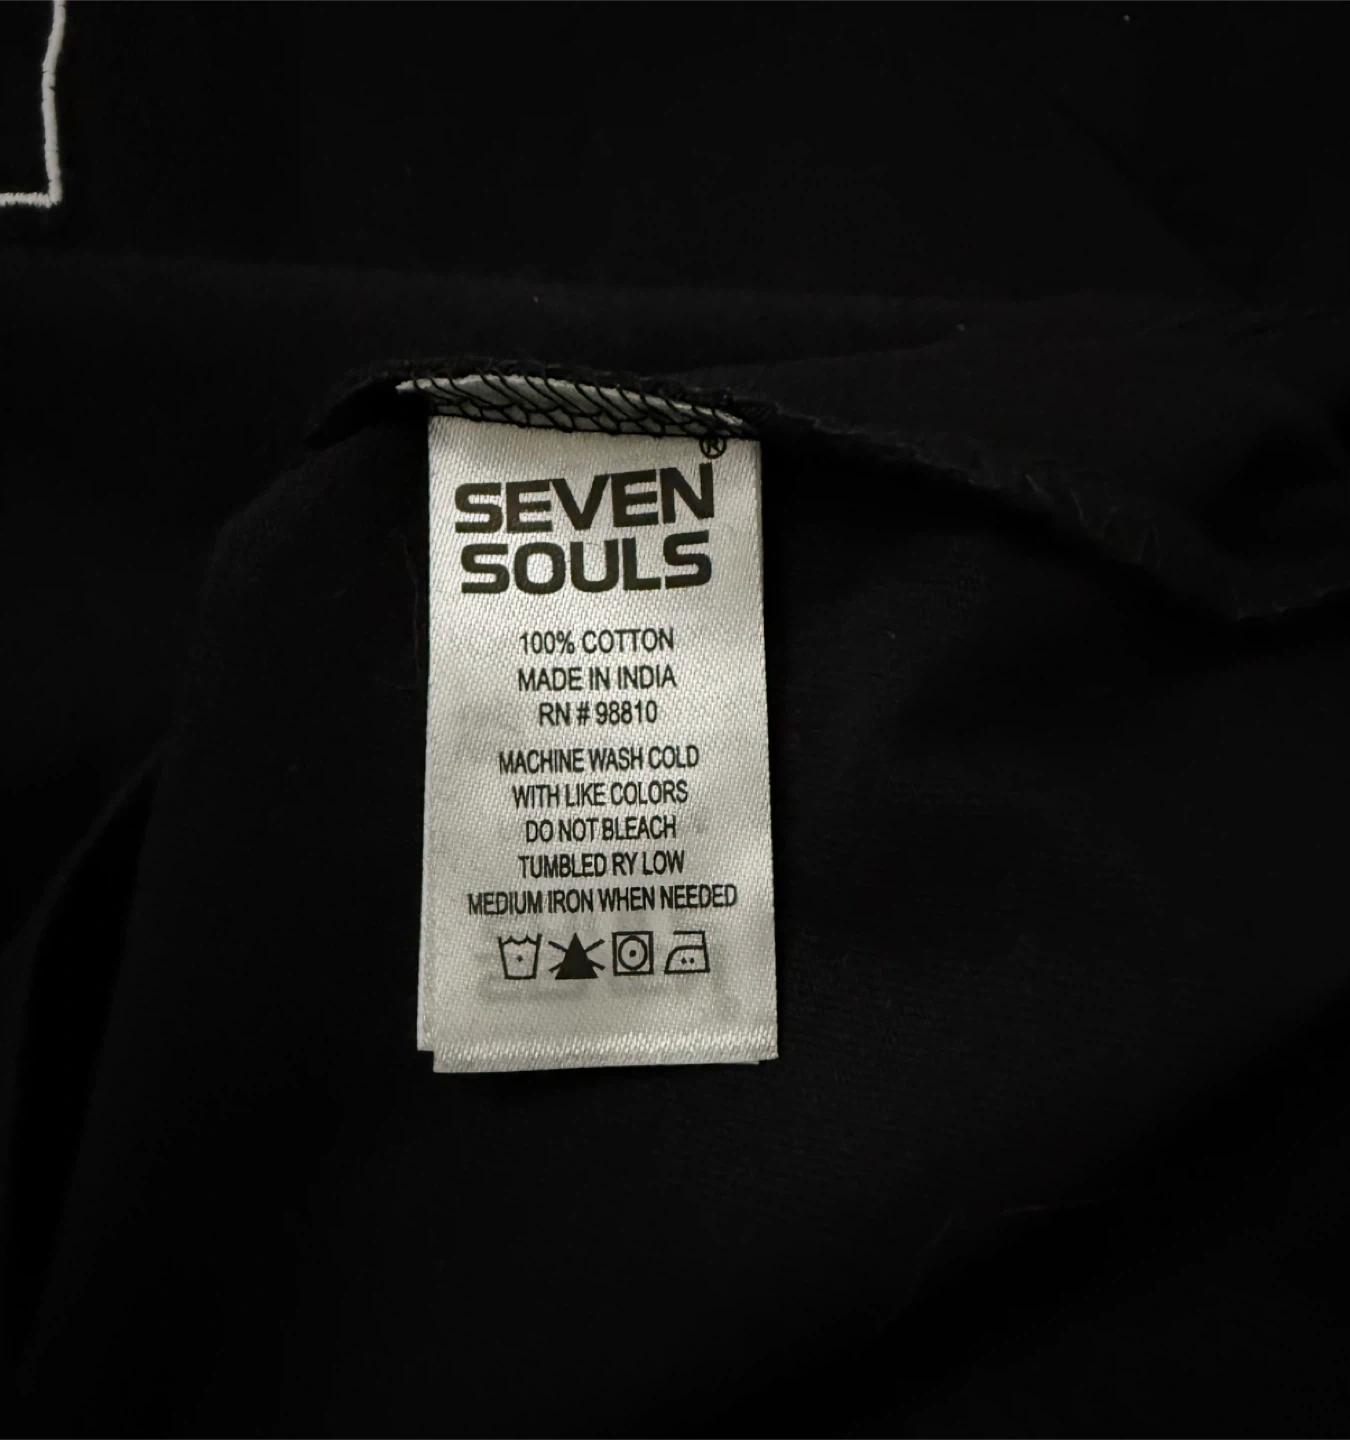 ®
SEVEN
SOULS
100% COTTON
MADE IN INDIA
RN # 98810
MACHINE WASH COLD
WITH LIKE COLORS
DO NOT BLEACH
TUMBLED RY LOW
MEDIUM IRON WHEN NEEDED